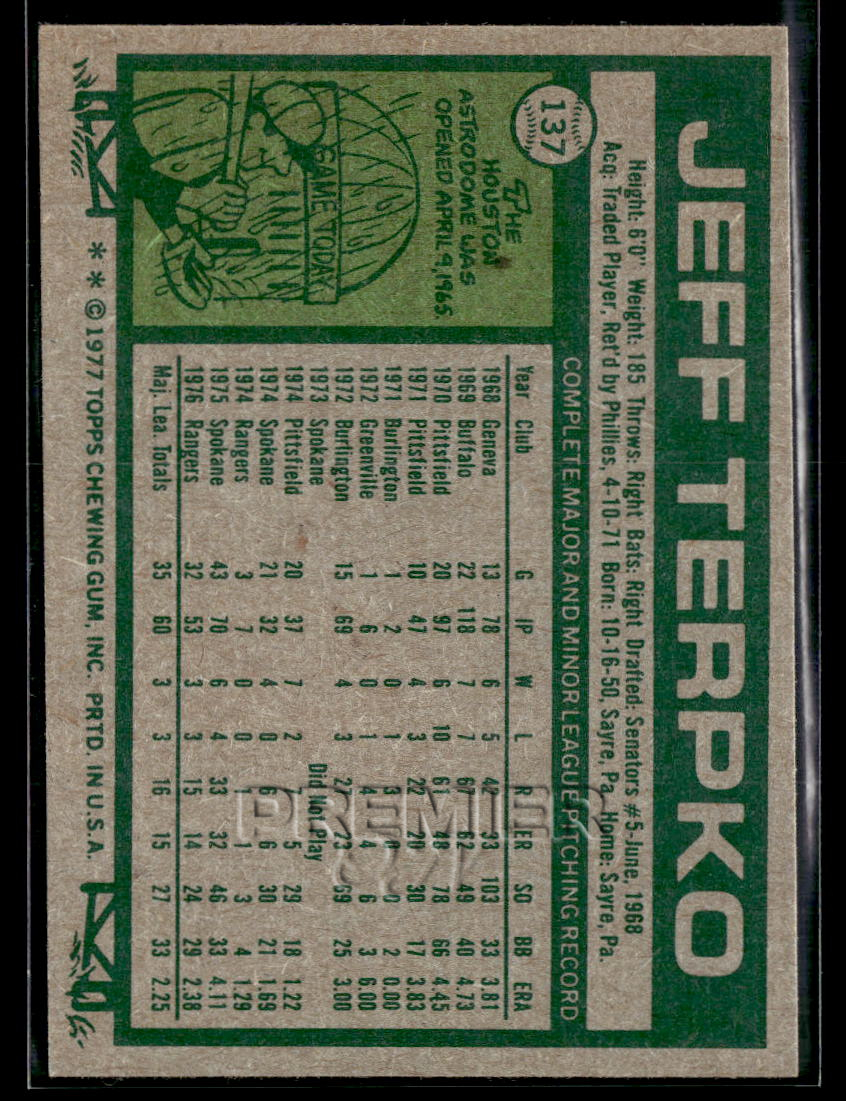 JEFF TERPKO
137
Height: 6'0" Weight: 185 Throws: Right Bats: Right Drafted: Senators #5-June, 1968
Acq: Traded Player, Ret'd by Phillies, 4-10-71 Born: 10-16-50, Sayre, Pa. Home: Sayre, Pa.
THE
HOUSTON
ASTRODOME WAS
OPENED APRIL 9, 1965.
GAME TODAY
COMPLETE MAJOR AND MINOR LEAGUE PITCHING RECORD
Year Club G IP W L R ER SO BB ERA
1968 Geneva 13 78 6 5 42 33 103 33 3.81
1969 Buffalo 22 118 7 7 67 62 49 40 4.73
1970 Pittsfield 20 97 6 10 61 48 78 66 4.45
1971 Pittsfield 10 47 4 3 22 20 30 17 3.83
1971 Burlington 1 2 0 1 3 0 0 2 0.00
1972 Greenville 1 6 0 1 4 4 6 3 6.00
1972 Burlington 15 69 4 3 27 23 69 25 3.00
1973 Spokane Did Not Play
1974 Pittsfield 20 37 7 2 7 5 29 18 1.22
1974 Spokane 21 32 4 0 6 6 30 21 1.69
1974 Rangers 3 7 0 0 1 1 3 4 1.29
1975 Spokane 43 70 6 4 33 32 46 33 4.11
1976 Rangers 32 53 3 3 15 14 24 29 2.38
Maj. Lea. Totals 35 60 3 3 16 15 27 33 2.25
* * © 1977 TOPPS CHEWING GUM, INC. PRTD. IN U.S.A.
PREMIER